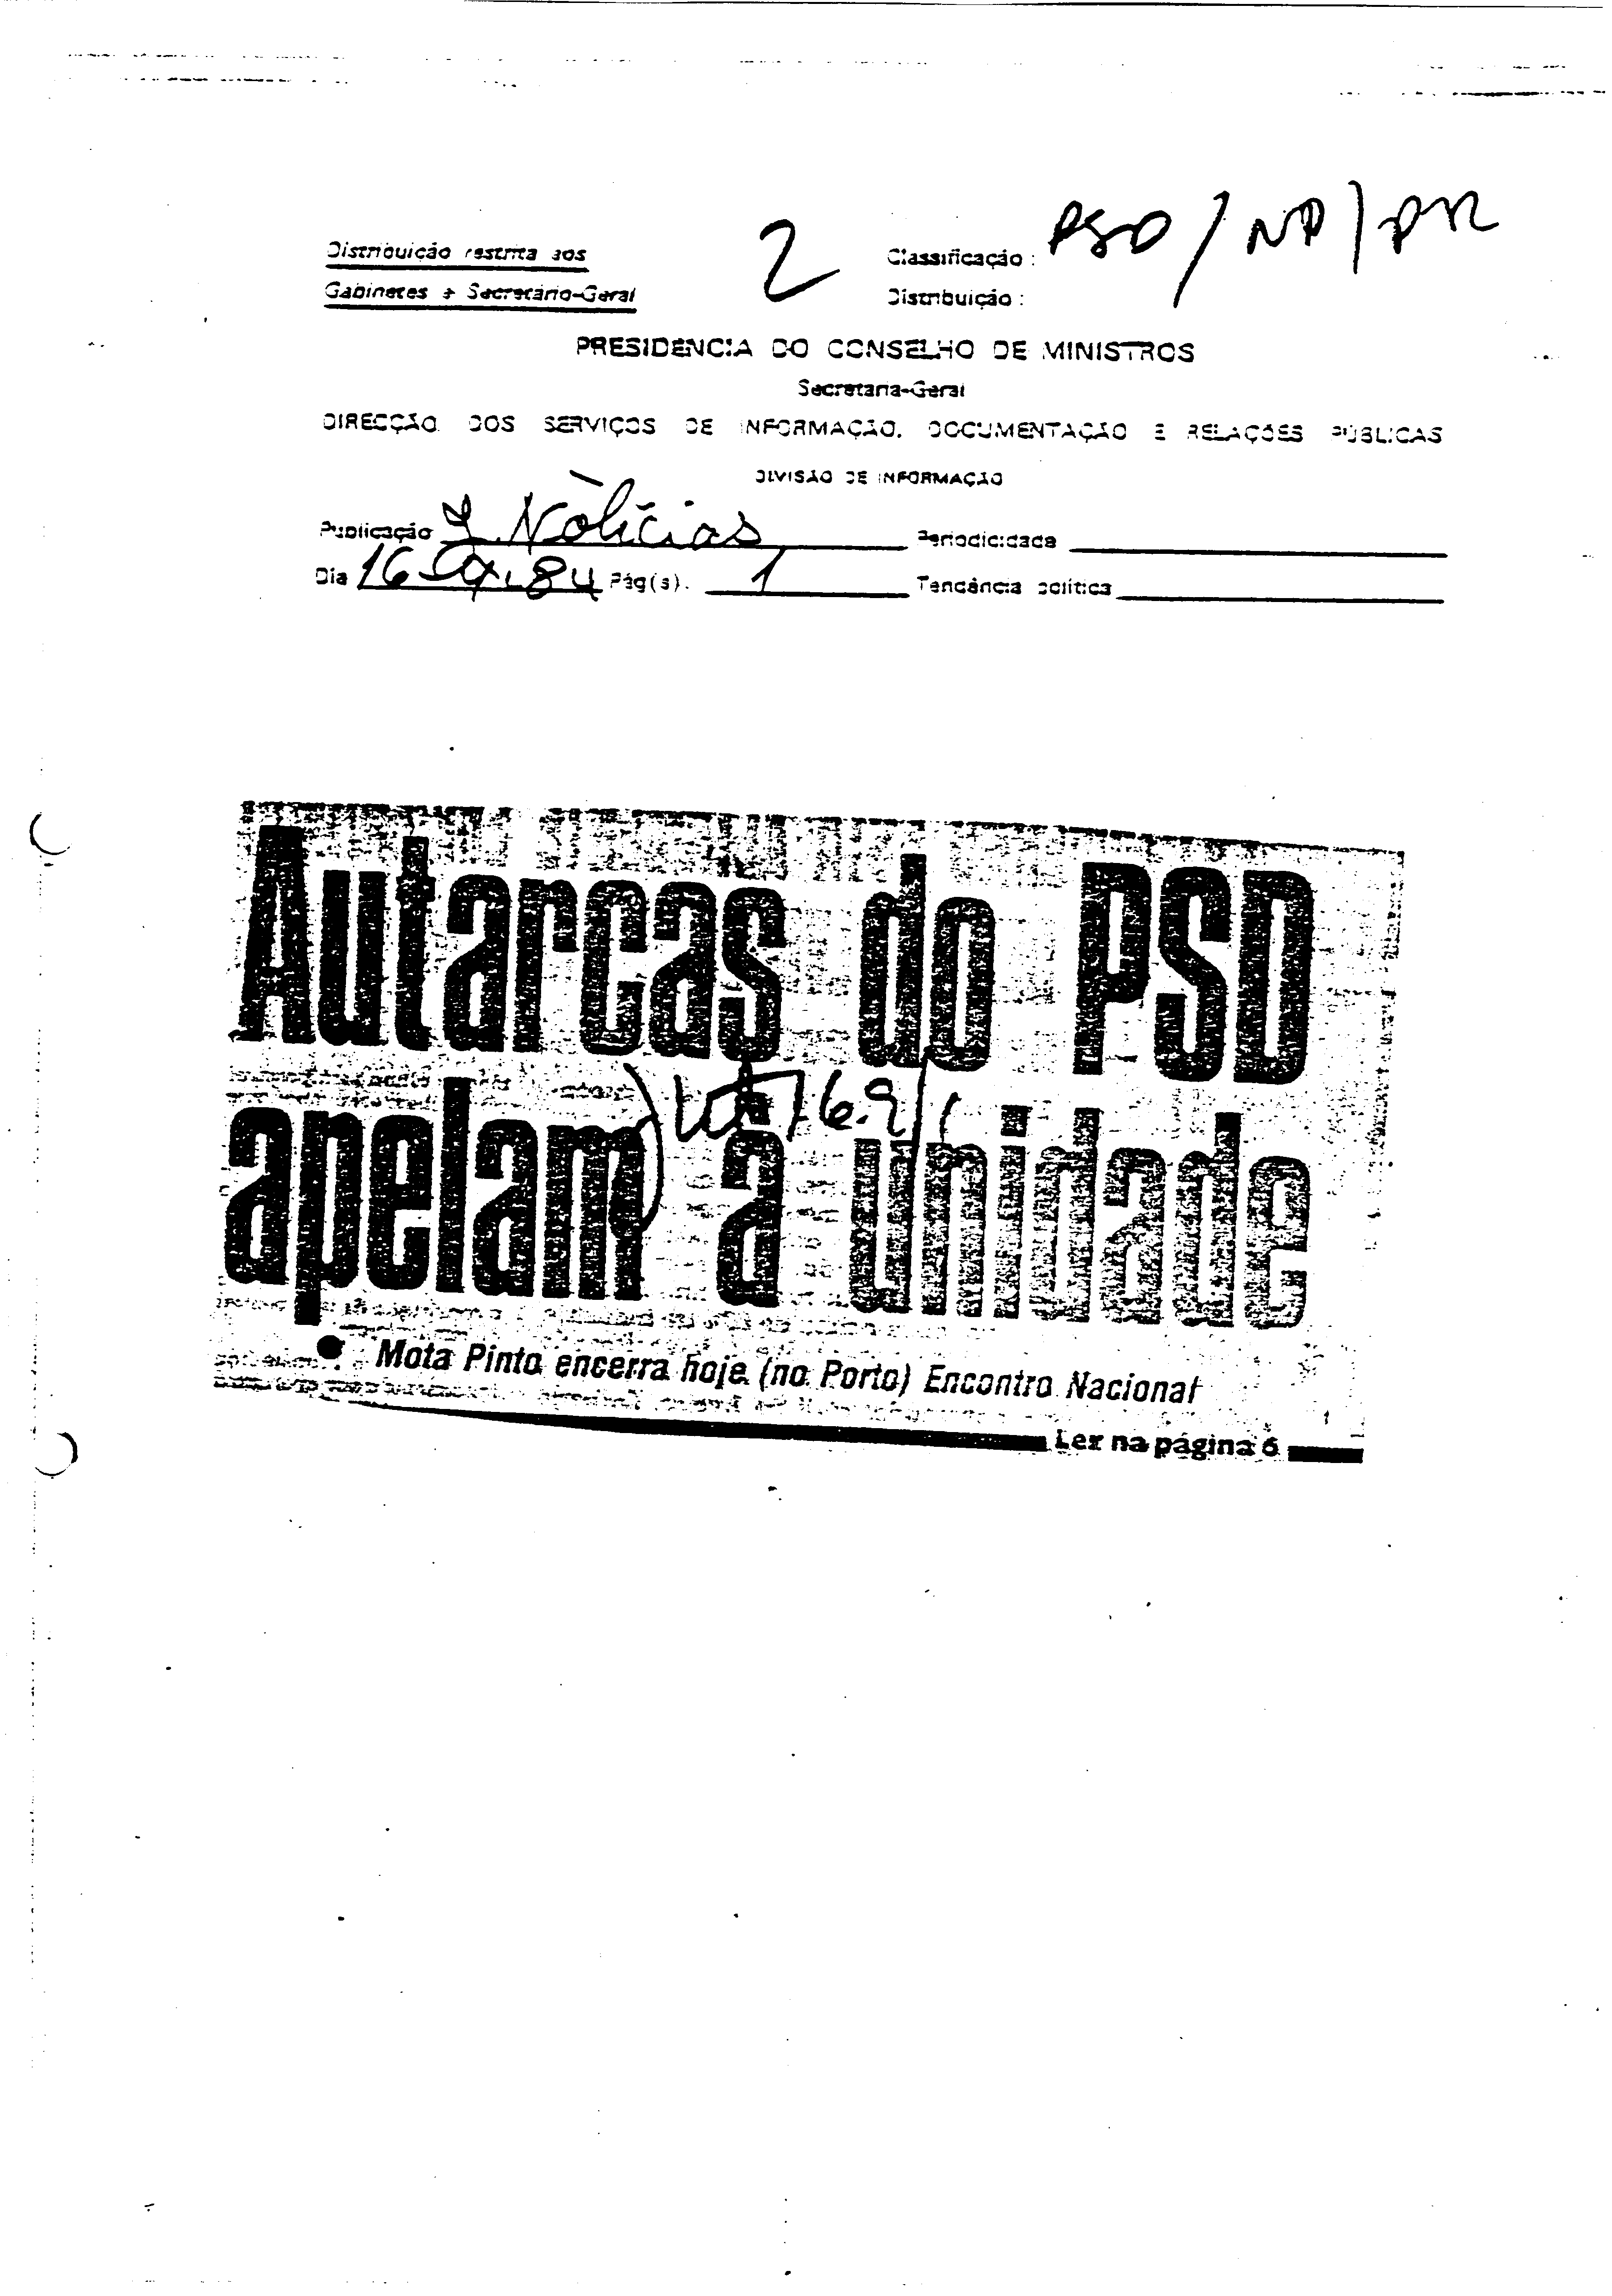 Distribuição restrita aos
Gabinetes e Secretário-Geral
2
Classificação : PSD / NP / PR
Distribuição :
PRESIDÊNCIA DO CONSELHO DE MINISTROS
Secretaria-Geral
DIRECÇÃO DOS SERVIÇOS DE INFORMAÇÃO, DOCUMENTAÇÃO E RELAÇÕES PÚBLICAS
DIVISÃO DE INFORMAÇÃO
Publicação J Notícias Periodicidade
Dia 16.9.84 Pág(s). 1 Tendência política
Autarcas do PSD
16.9
apelam à unidade
Mota Pinto encerra hoje (no Porto) Encontro Nacional
Ler na página 6